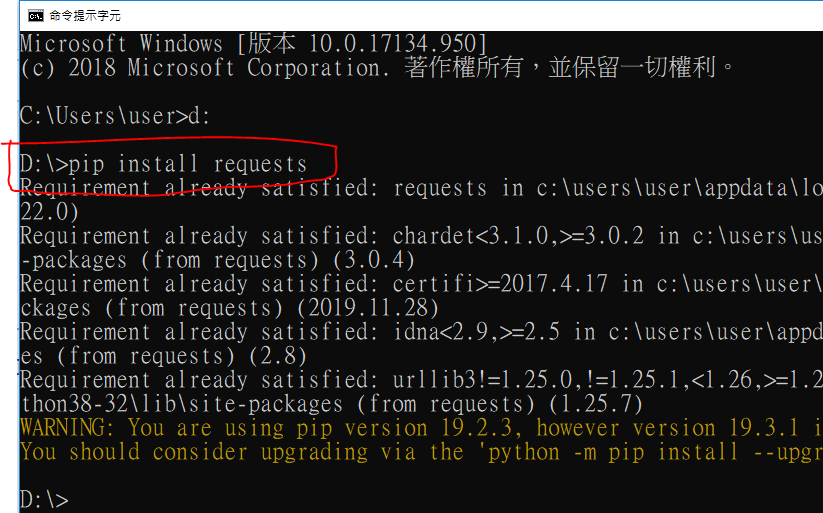 命令提示字元
Microsoft Windows [版本 10.0.17134.950]
(c) 2018 Microsoft Corporation. 著作權所有，並保留一切權利。
C:\Users\user>d:
D:\>pip install requests
Requirement already satisfied: requests in c:\users\user\appdata\lo
22.0)
Requirement already satisfied: chardet<3.1.0,>=3.0.2 in c:\users\us
-packages (from requests) (3.0.4)
Requirement already satisfied: certifi>=2017.4.17 in c:\users\user\
ckages (from requests) (2019.11.28)
Requirement already satisfied: idna<2.9,>=2.5 in c:\users\user\appd
es (from requests) (2.8)
Requirement already satisfied: urllib3!=1.25.0,!=1.25.1,<1.26,>=1.2
thon38-32\lib\site-packages (from requests) (1.25.7)
WARNING: You are using pip version 19.2.3, however version 19.3.1 i
You should consider upgrading via the 'python -m pip install --upgr
D:\>